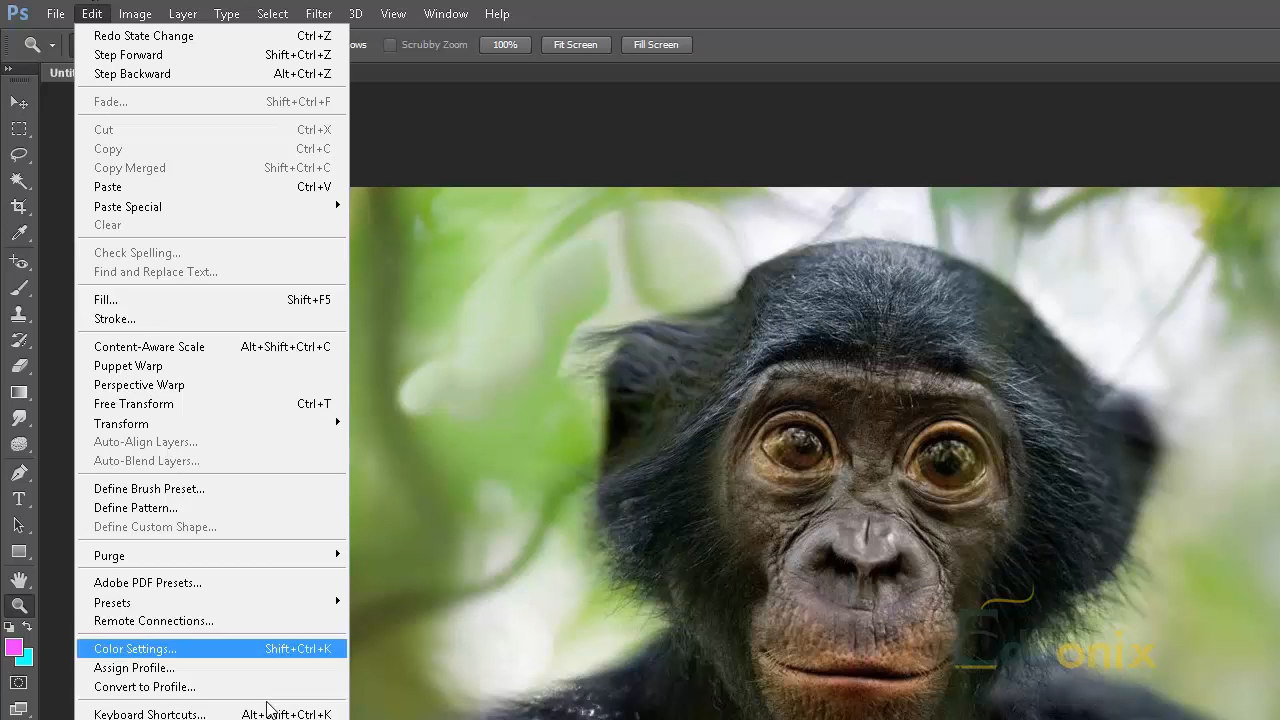 Ps File Edit Image Layer Type Select Filter 3D View Window Help
ows Scrubby Zoom 100% Fit Screen Fill Screen
Untit
Redo State Change Ctrl+Z
Step Forward Shift+Ctrl+Z
Step Backward Alt+Ctrl+Z
Fade... Shift+Ctrl+F
Cut Ctrl+X
Copy Ctrl+C
Copy Merged Shift+Ctrl+C
Paste Ctrl+V
Paste Special
Clear
Check Spelling...
Find and Replace Text...
Fill... Shift+F5
Stroke...
Content-Aware Scale Alt+Shift+Ctrl+C
Puppet Warp
Perspective Warp
Free Transform Ctrl+T
Transform
Auto-Align Layers...
Auto-Blend Layers...
Define Brush Preset...
Define Pattern...
Define Custom Shape...
Purge
Adobe PDF Presets...
Presets
Remote Connections...
Color Settings... Shift+Ctrl+K
Assign Profile...
Convert to Profile...
Keyboard Shortcuts... Alt+Shift+Ctrl+K